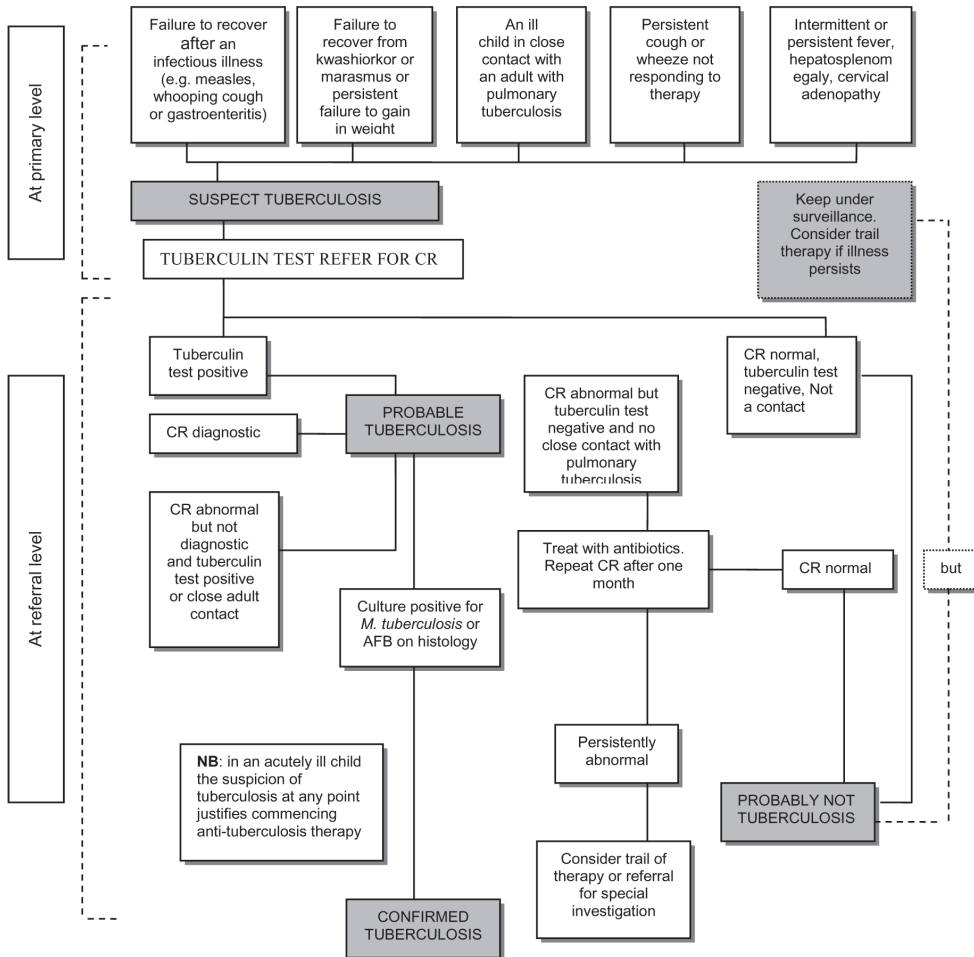 At primary level
Failure to
recover after an
infectious illness
(e.g. measles,
whooping cough
or gastroenteritis)
Failure to
recover from
kwashiorkor or
marasmus or
persistent
failure to gain
in weight
An ill
child in close
contact with
an adult with
pulmonary
tuberculosis
Persistent
cough or
wheeze not
responding to
therapy
Intermittent or
persistent fever,
hepatosplenom
egaly, cervical
adenopathy
SUSPECT TUBERCULOSIS
TUBERCULIN TEST REFER FOR CR
Keep under
surveillance.
Consider trail
therapy if illness
persists
At referral level
Tuberculin
test positive
CR diagnostic
CR abnormal
but not
diagnostic
and tuberculin
test positive
or close adult
contact
PROBABLE
TUBERCULOSIS
Culture positive for
M. tuberculosis or
AFB on histology
CR abnormal but
tuberculin test
negative and no
close contact with
pulmonary
tuberculosis
CR normal,
tuberculin test
negative, Not
a contact
Treat with antibiotics.
Repeat CR after one
month
CR normal
but
Persistently
abnormal
NB: in an acutely ill child
the suspicion of
tuberculosis at any point
justifies commencing
anti-tuberculosis therapy
PROBABLY NOT
TUBERCULOSIS
Consider trail of
therapy or referral
for special
investigation
CONFIRMED
TUBERCULOSIS